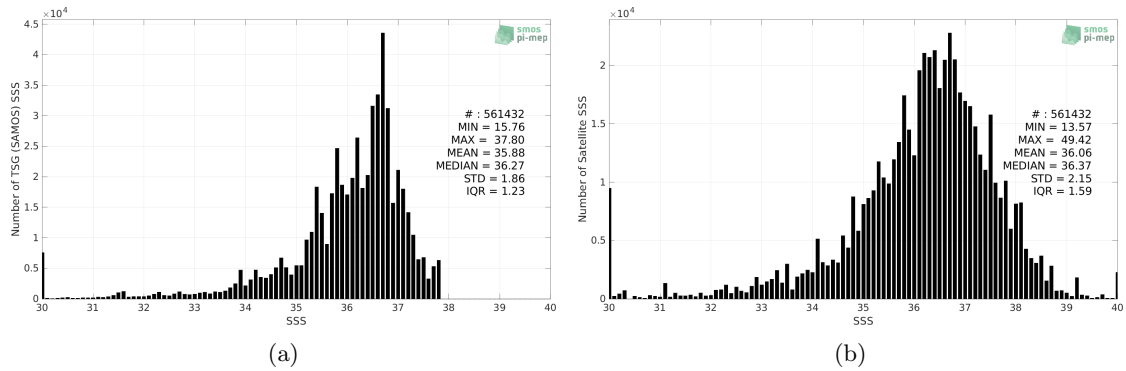 ×10⁴
4.5
4
3.5
3
2.5
2
1.5
1
0.5
0
Number of TSG (SAMOS) SSS
smos
pi-mep
# : 561432
MIN = 15.76
MAX = 37.80
MEAN = 35.88
MEDIAN = 36.27
STD = 1.86
IQR = 1.23
30 31 32 33 34 35 36 37 38 39 40
SSS
(a)
×10⁴
2
1.5
1
0.5
0
Number of Satellite SSS
smos
pi-mep
# : 561432
MIN = 13.57
MAX = 49.42
MEAN = 36.06
MEDIAN = 36.37
STD = 2.15
IQR = 1.59
30 31 32 33 34 35 36 37 38 39 40
SSS
(b)